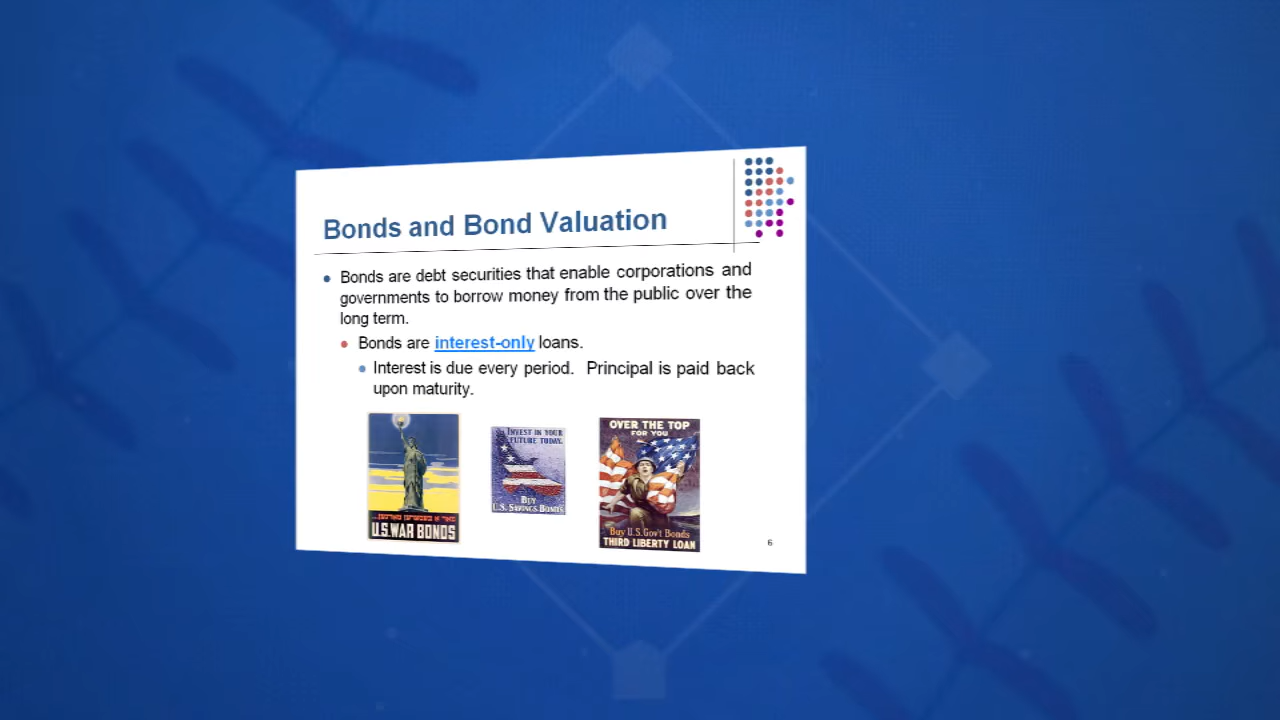 Bonds and Bond Valuation
Bonds are debt securities that enable corporations and
governments to borrow money from the public over the
long term.
Bonds are interest-only loans.
Interest is due every period. Principal is paid back
upon maturity.
U.S. WAR BONDS
INVEST IN YOUR
FUTURE TODAY.
BUY
U.S. SAVINGS BONDS
OVER THE TOP
FOR YOU
Buy U.S. Gov't Bonds
THIRD LIBERTY LOAN
6